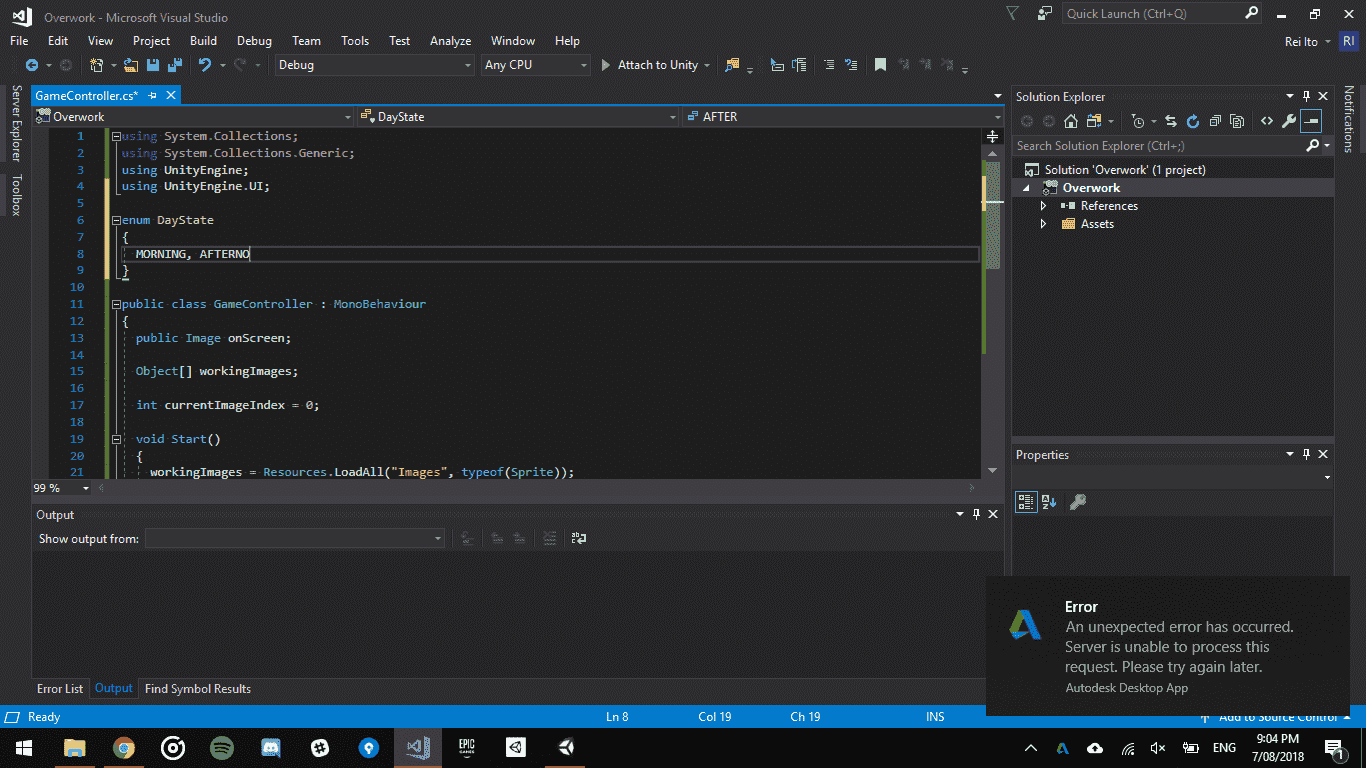 Overwork - Microsoft Visual Studio
Quick Launch (Ctrl+Q)
File Edit View Project Build Debug Team Tools Test Analyze Window Help
Rei Ito RI
Debug Any CPU Attach to Unity
Server Explorer
Toolbox
GameController.cs*
Overwork DayState AFTER
1 using System.Collections;
2 using System.Collections.Generic;
3 using UnityEngine;
4 using UnityEngine.UI;
5
6 enum DayState
7 {
8 MORNING, AFTERNO
9 }
10
11 public class GameController : MonoBehaviour
12 {
13 public Image onScreen;
14
15 Object[] workingImages;
16
17 int currentImageIndex = 0;
18
19 void Start()
20 {
21 workingImages = Resources.LoadAll("Images", typeof(Sprite));
99 %
Output
Show output from:
Error List Output Find Symbol Results
Solution Explorer
Search Solution Explorer (Ctrl+;)
Solution 'Overwork' (1 project)
Overwork
References
Assets
Properties
Notifications
Error
An unexpected error has occurred.
Server is unable to process this
request. Please try again later.
Autodesk Desktop App
Ready Ln 8 Col 19 Ch 19 INS Add to Source Control
EPIC
GAMES
ENG
9:04 PM
7/08/2018
1